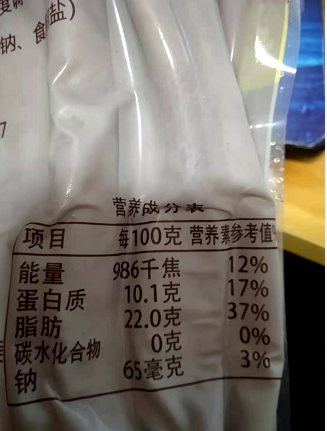 盐)
钠、食
7
营养成分表
项目 每100克 营养素参考值
能量 986千焦 12%
蛋白质 10.1克 17%
脂肪 22.0克 37%
碳水化合物 0克 0%
钠 65毫克 3%